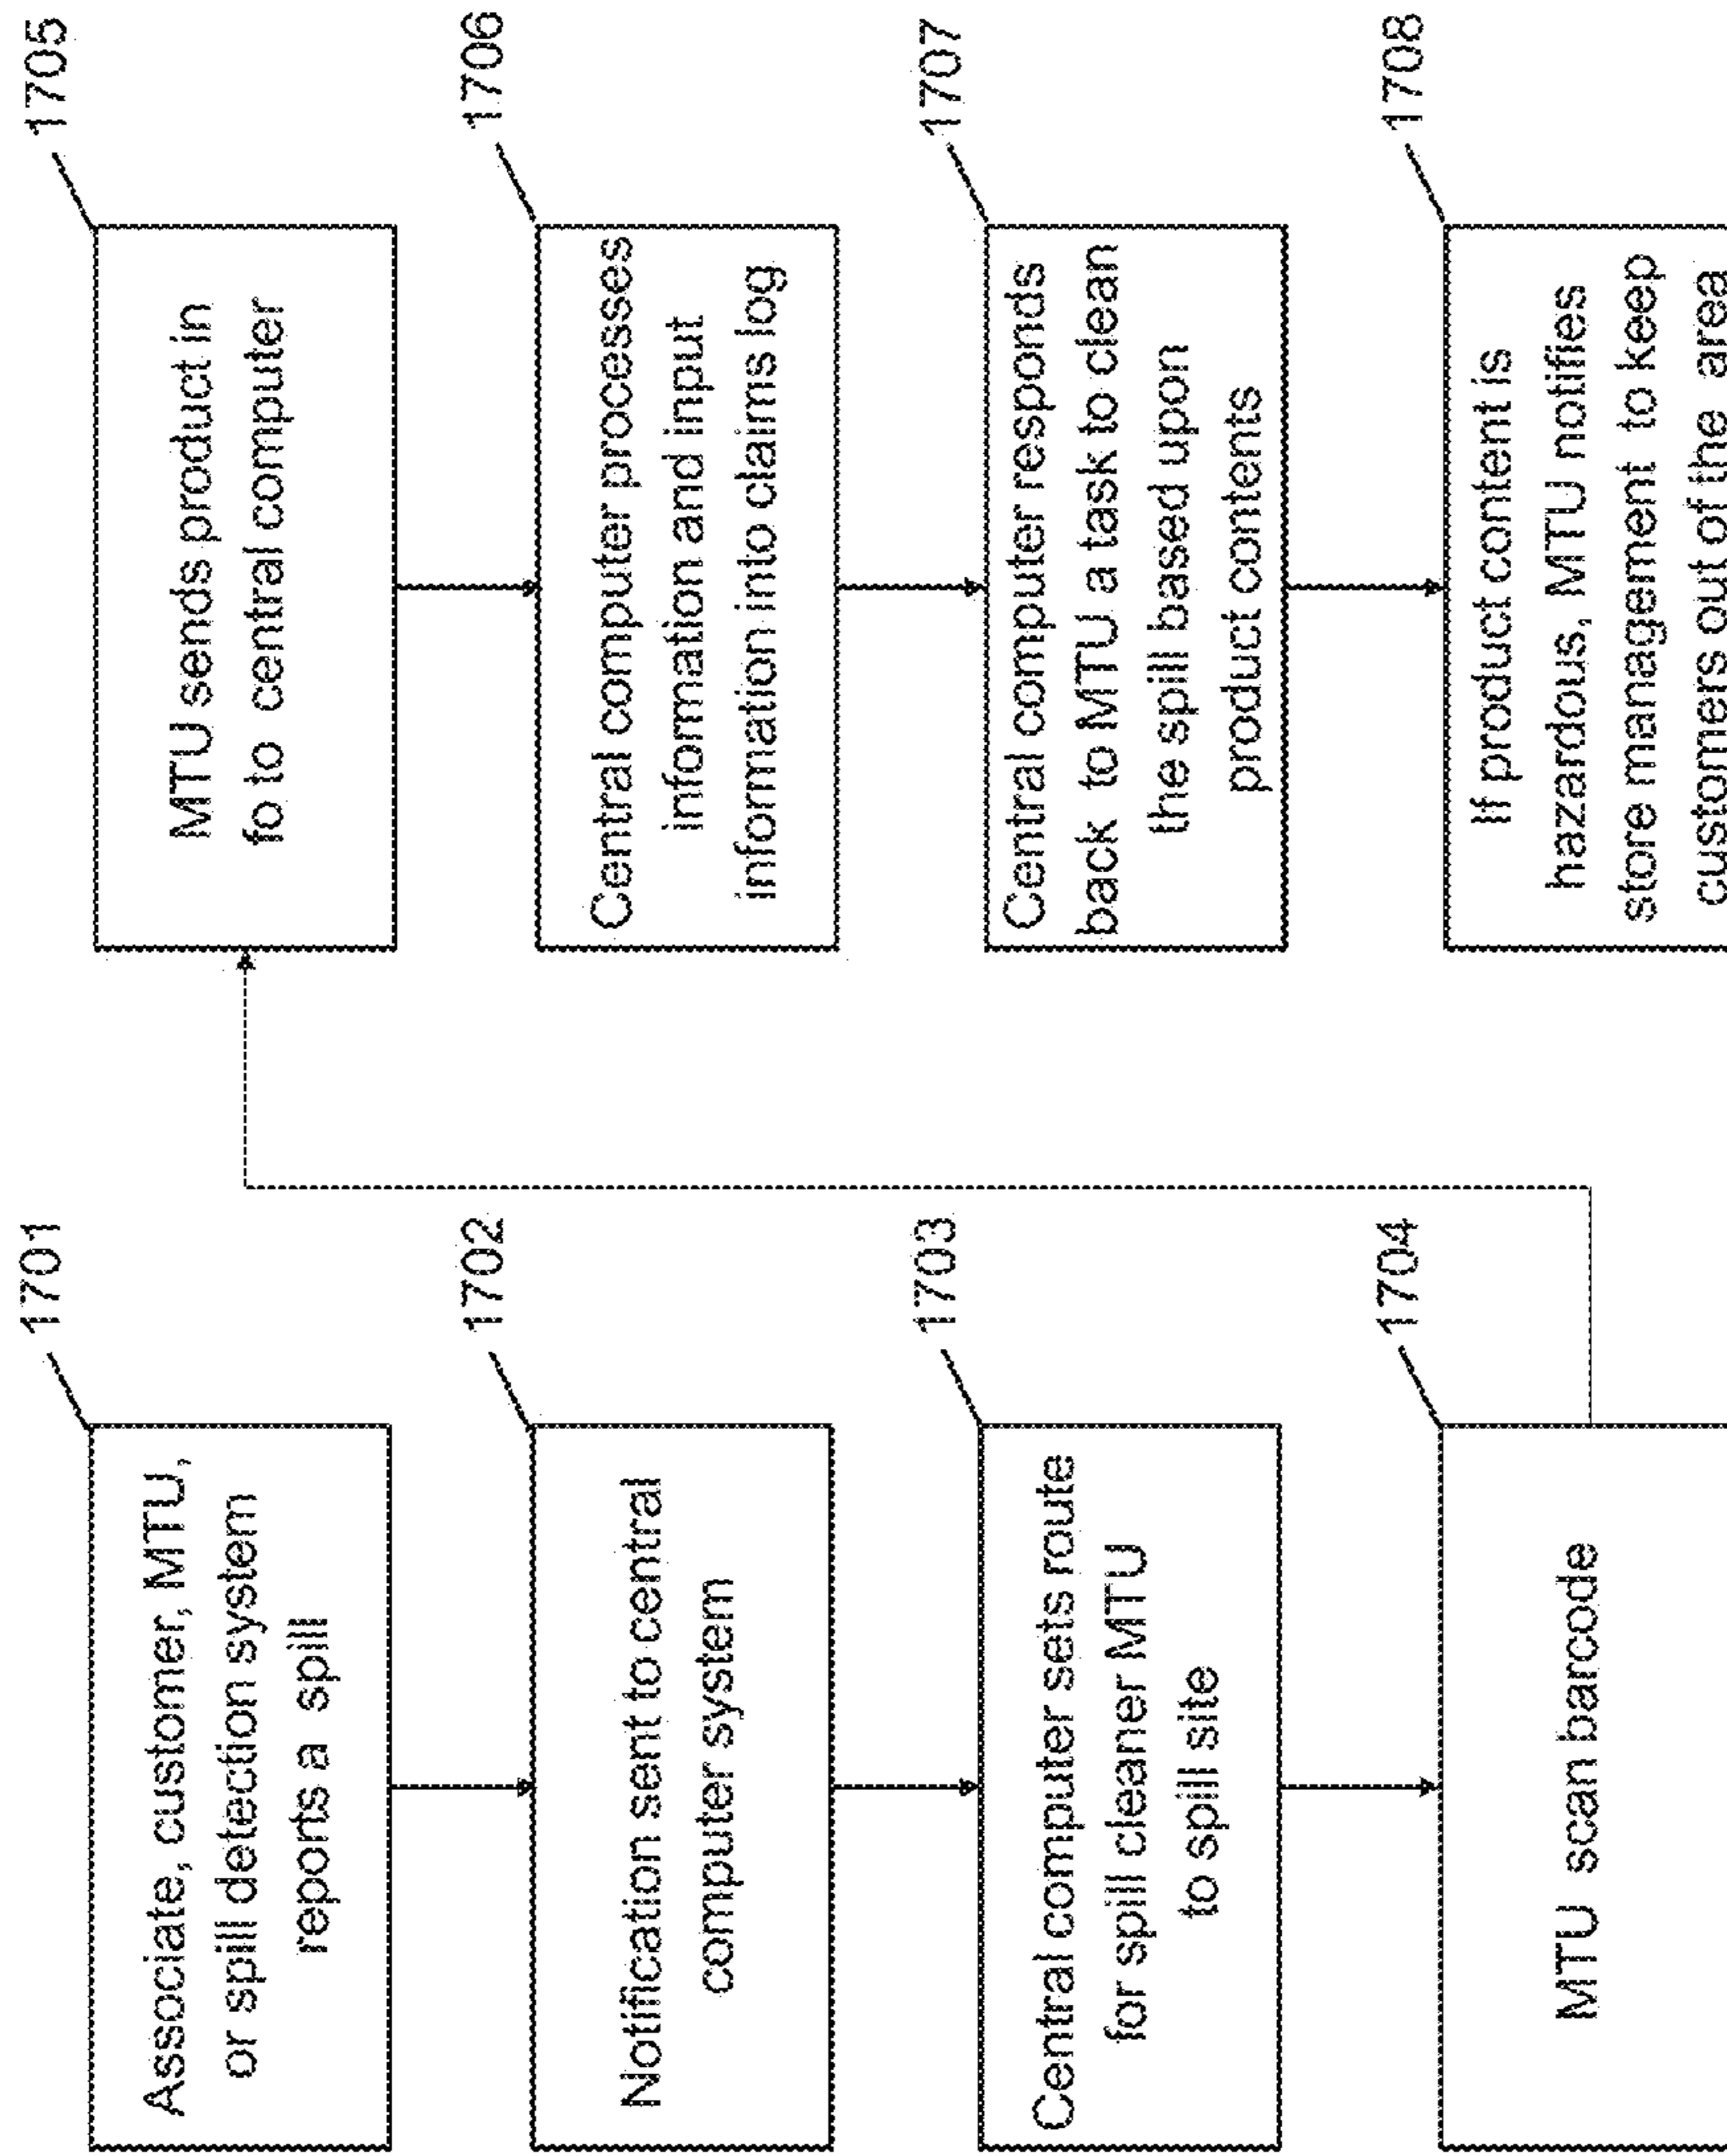 1701
Associate, customer, MTU,
or spill detection system
reports a spill
1702
Notification sent to central
computer system
1703
Central computer sets route
for spill cleaner MTU
to spill site
1704
MTU scan barcode
1705
MTU sends product in
fo to central computer
1706
Central computer processes
information and input
information into claims log
1707
Central computer responds
back to MTU a task to clean
the spill based upon
product contents
1708
If product content is
hazardous, MTU notifies
store management to keep
customers out of the area